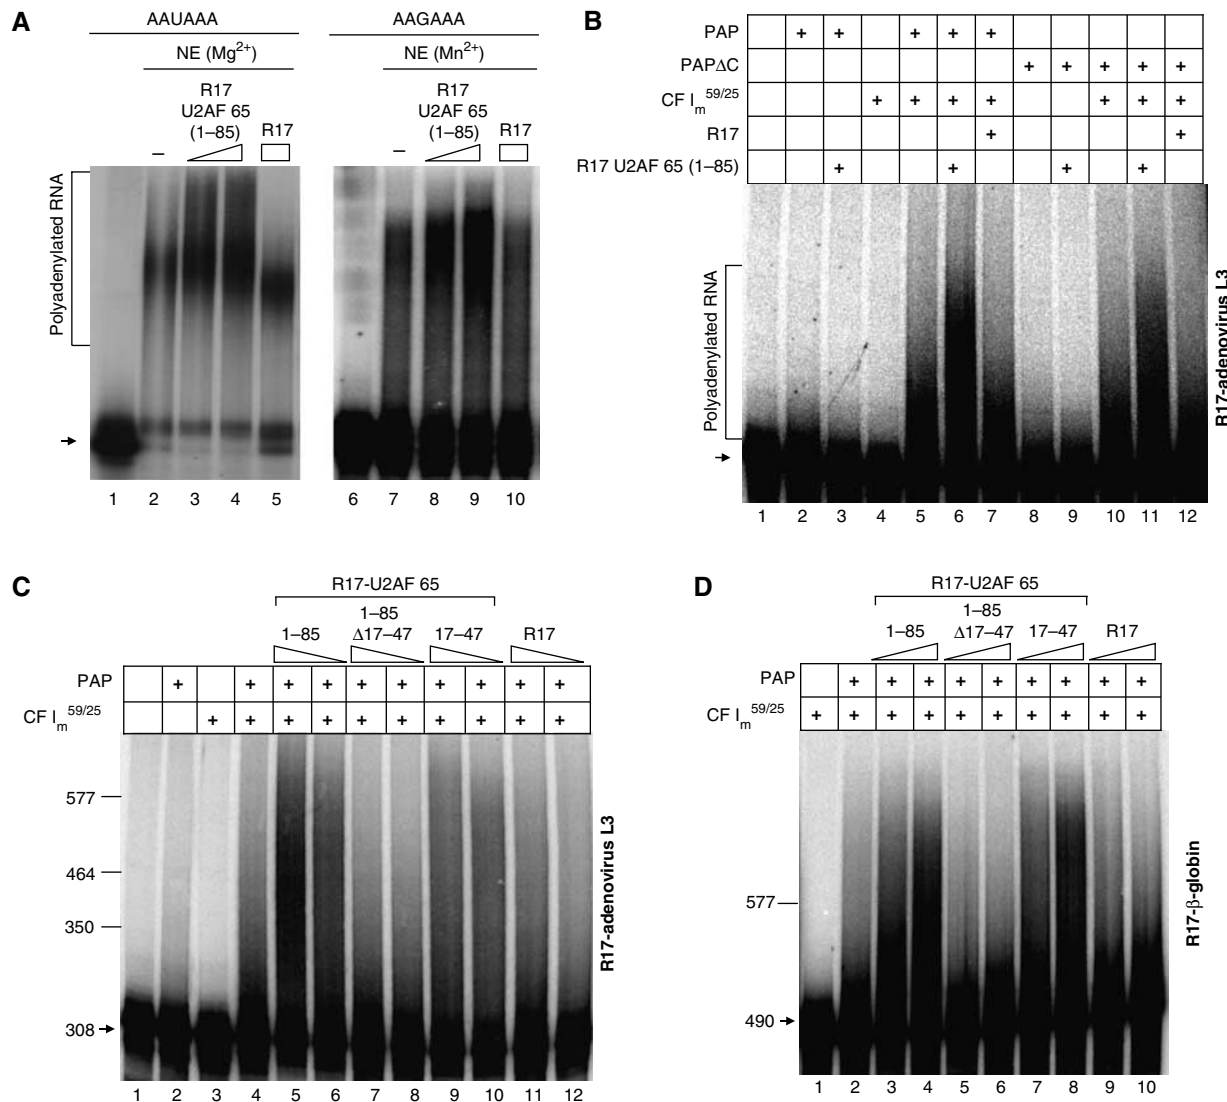 A
AAUAAA
NE (Mg2+)
R17
U2AF 65
(1–85)
R17
–
AAGAAA
NE (Mn2+)
R17
U2AF 65
(1–85)
R17
–
Polyadenylated RNA
1 2 3 4 5
6 7 8 9 10
B
PAP + + + + +
PAPΔC + + + + +
CF Im59/25 + + + + + + +
R17 + +
R17 U2AF 65 (1–85) + + + +
Polyadenylated RNA
R17-adenovirus L3
1 2 3 4 5 6 7 8 9 10 11 12
C
R17-U2AF 65
1–85
1–85 Δ17–47 17–47 R17
PAP + + + + + + + + + +
CF Im59/25 + + + + + + + + + +
577
464
350
308
R17-adenovirus L3
1 2 3 4 5 6 7 8 9 10 11 12
D
R17-U2AF 65
1–85
1–85 Δ17–47 17–47 R17
PAP + + + + + + + + +
CF Im59/25 + + + + + + + + + +
577
490
R17-β-globin
1 2 3 4 5 6 7 8 9 10